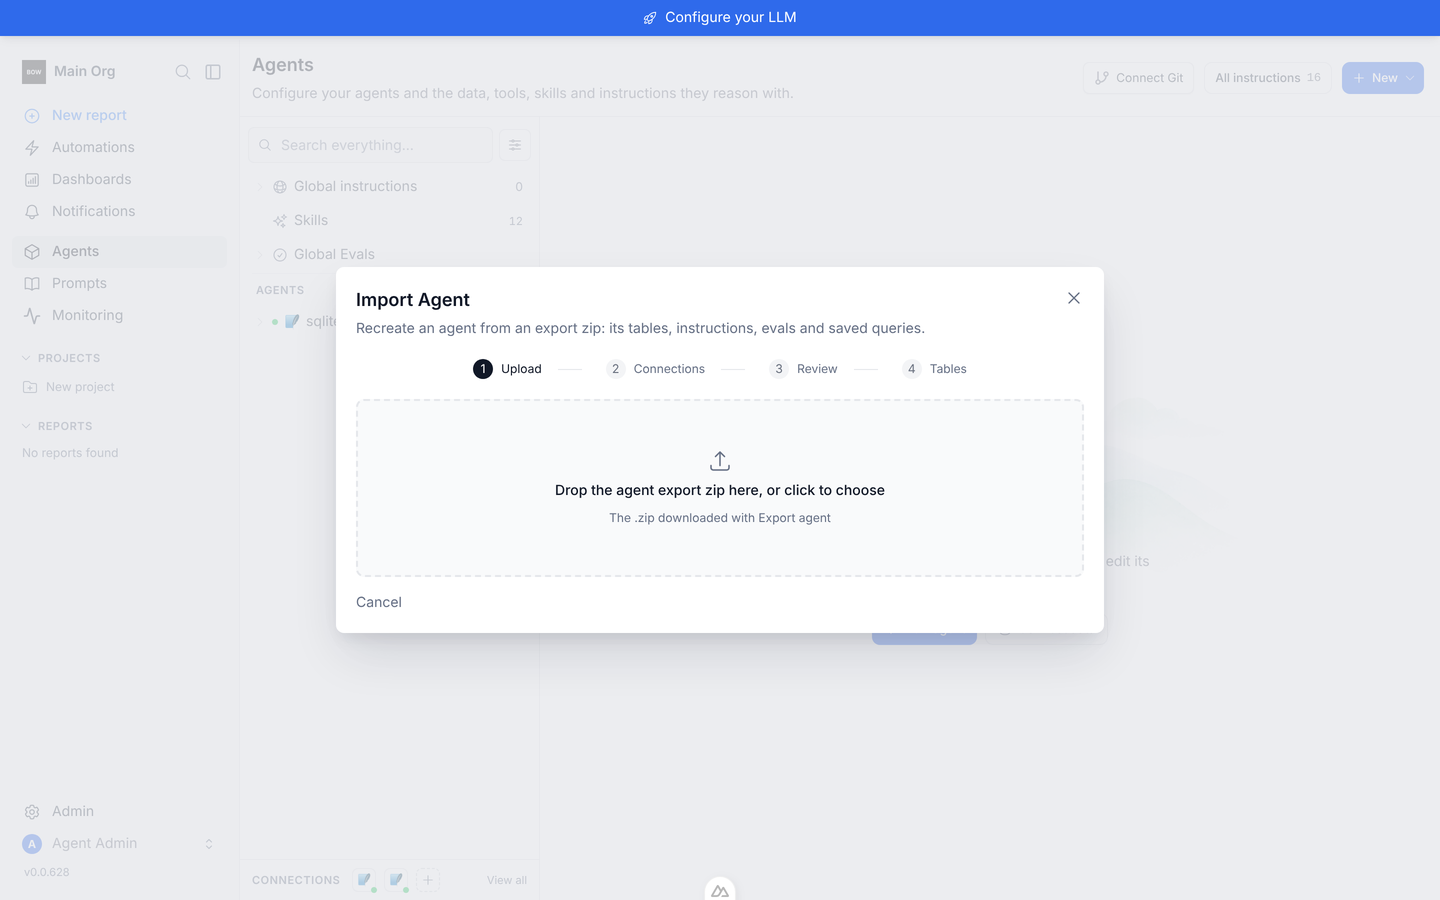 Configure your LLM
BOW
Main Org
New report
Automations
Dashboards
Notifications
Agents
Prompts
Monitoring
PROJECTS
New project
REPORTS
No reports found
Admin
A
Agent Admin
v0.0.628
Agents
Configure your agents and the data, tools, skills and instructions they reason with.
Connect Git
All instructions 16
New
Search everything...
Global instructions 0
Skills 12
Global Evals
AGENTS
sqlite
CONNECTIONS
View all
Import Agent
Recreate an agent from an export zip: its tables, instructions, evals and saved queries.
1 Upload
2 Connections
3 Review
4 Tables
Drop the agent export zip here, or click to choose
The .zip downloaded with Export agent
Cancel
edit its